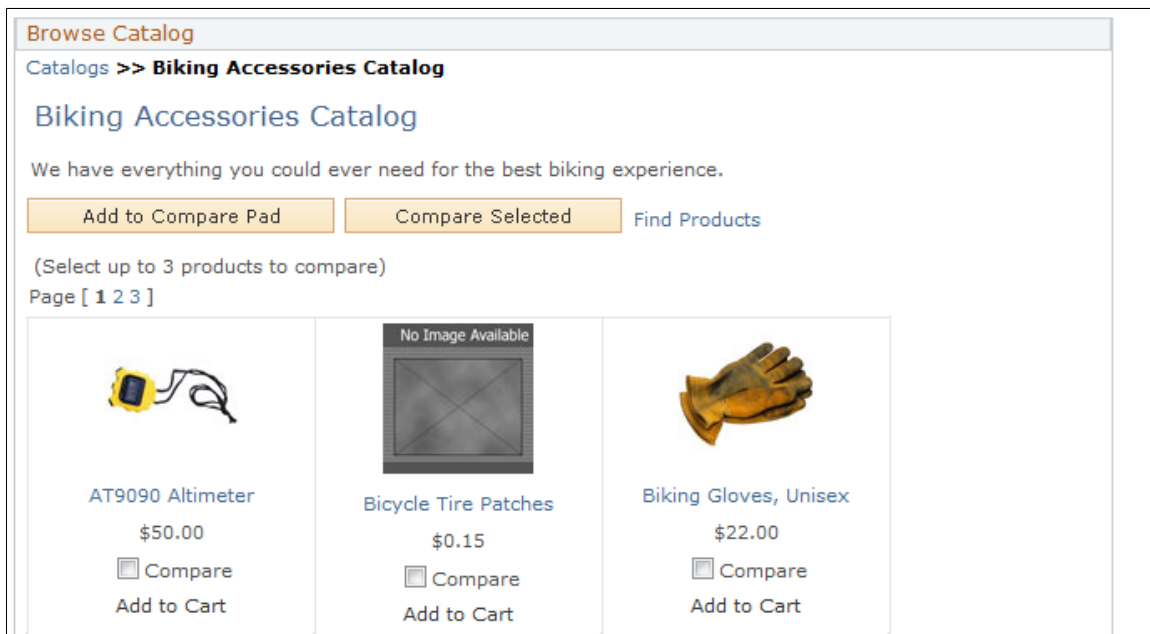 Browse Catalog
Catalogs >> Biking Accessories Catalog
Biking Accessories Catalog
We have everything you could ever need for the best biking experience.
Add to Compare Pad Compare Selected Find Products
(Select up to 3 products to compare)
Page [ 1 2 3 ]
No Image Available
AT9090 Altimeter Bicycle Tire Patches Biking Gloves, Unisex
$50.00 $0.15 $22.00
Compare Compare Compare
Add to Cart Add to Cart Add to Cart